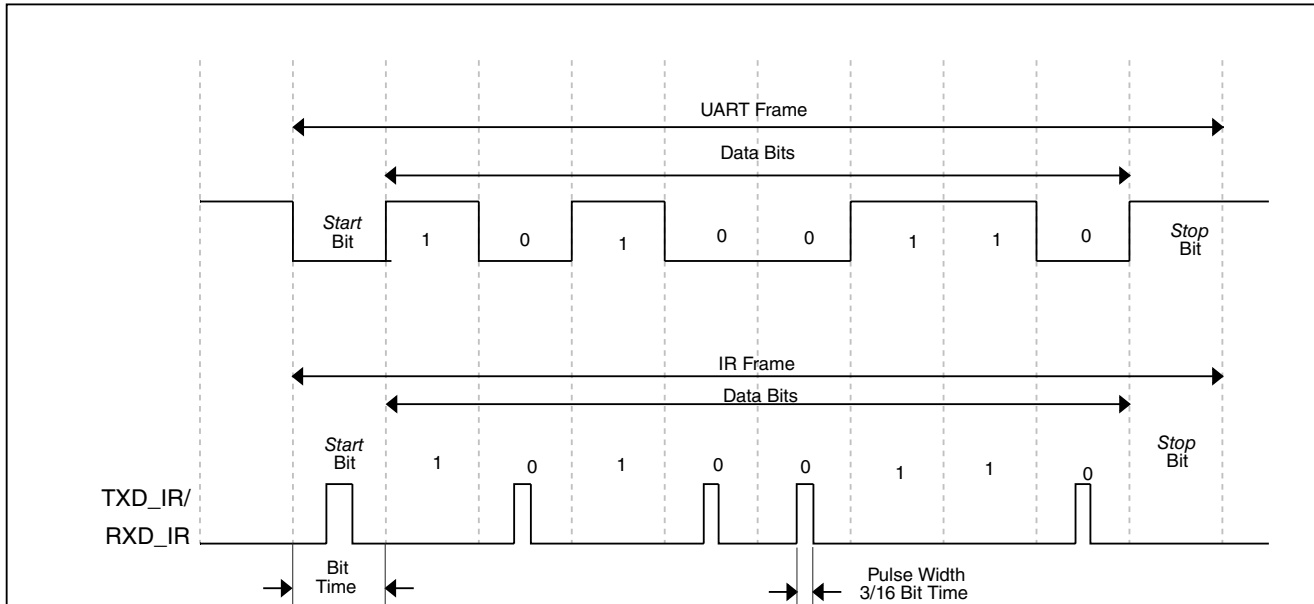 UART Frame
Data Bits
Start
Bit
1
0
1
0
0
1
1
0
Stop
Bit
IR Frame
Data Bits
Start
Bit
1
0
1
0
0
1
1
0
Stop
Bit
TXD_IR/
RXD_IR
Bit
Time
Pulse Width
3/16 Bit Time